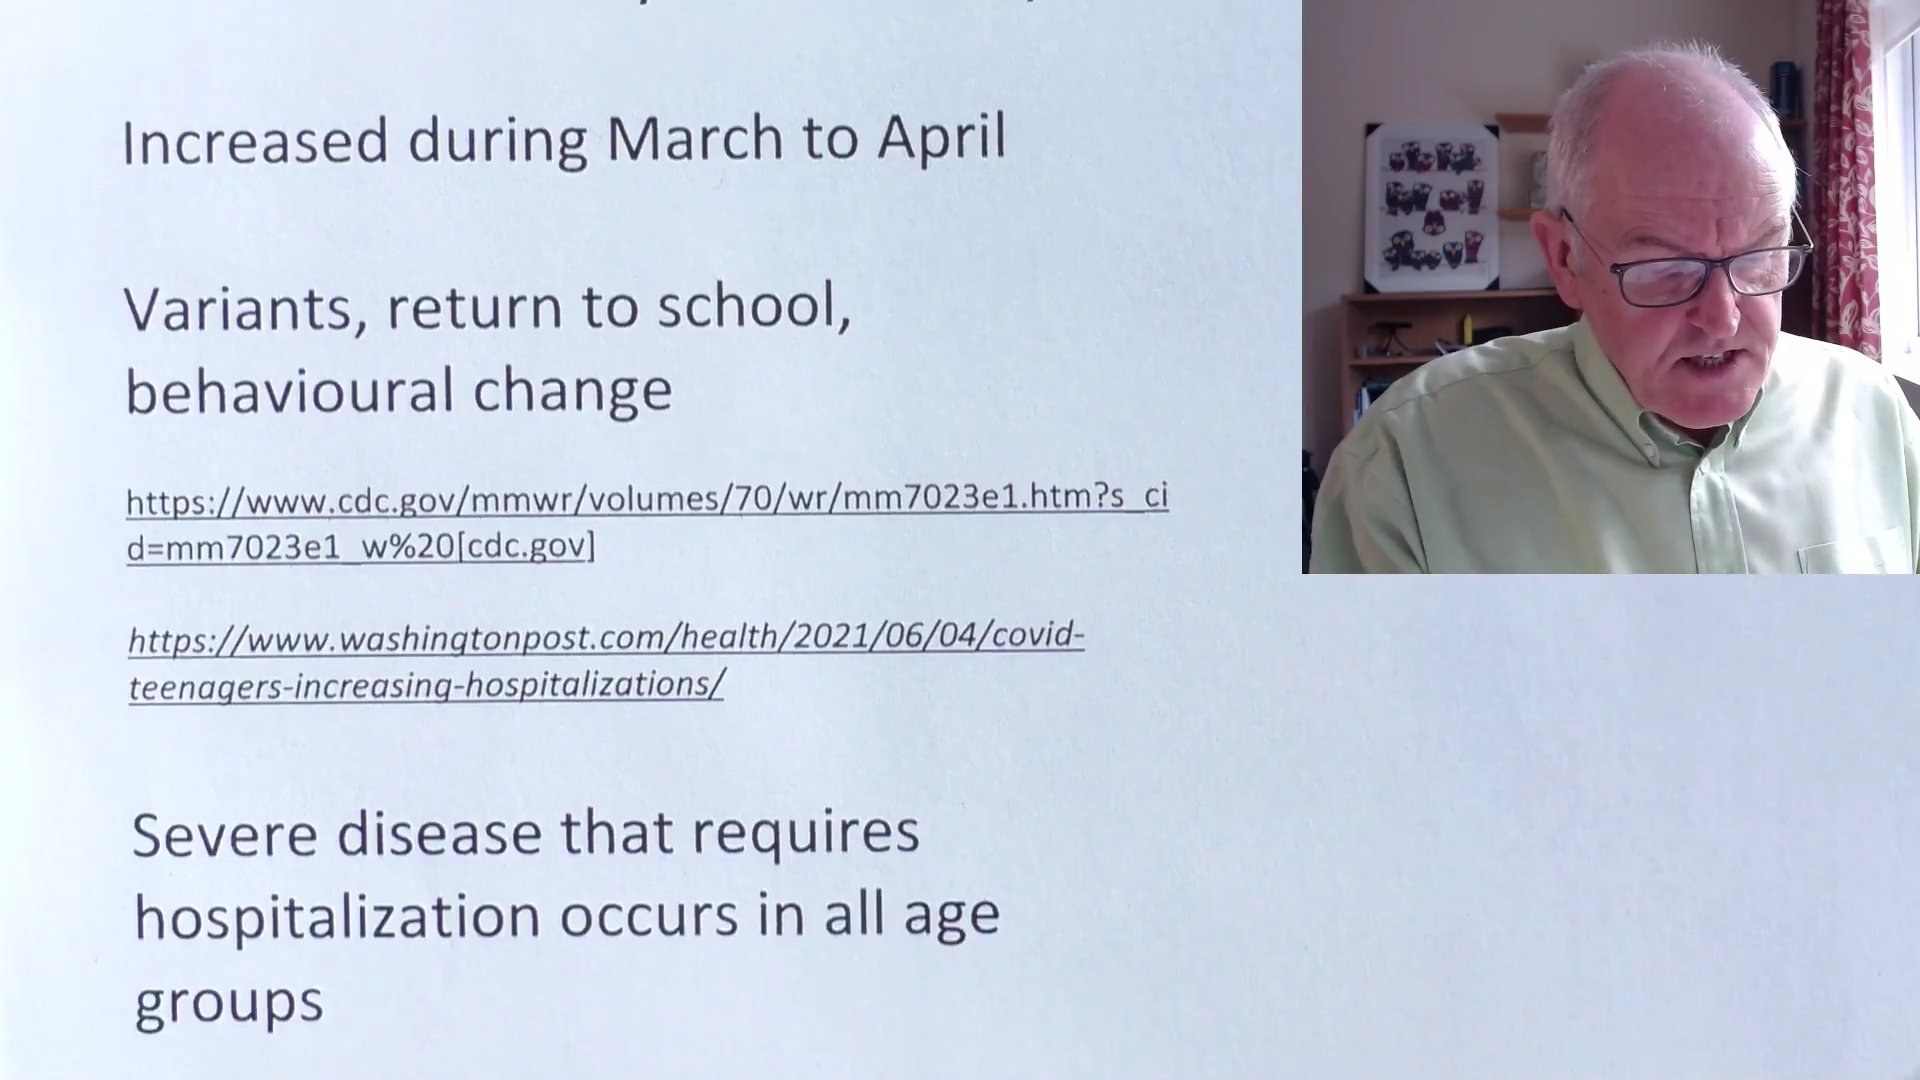 Increased during March to April
Variants, return to school,
behavioural change
https://www.cdc.gov/mmwr/volumes/70/wr/mm7023e1.htm?s_ci
d=mm7023e1_w%20[cdc.gov]
https://www.washingtonpost.com/health/2021/06/04/covid-
teenagers-increasing-hospitalizations/
Severe disease that requires
hospitalization occurs in all age
groups